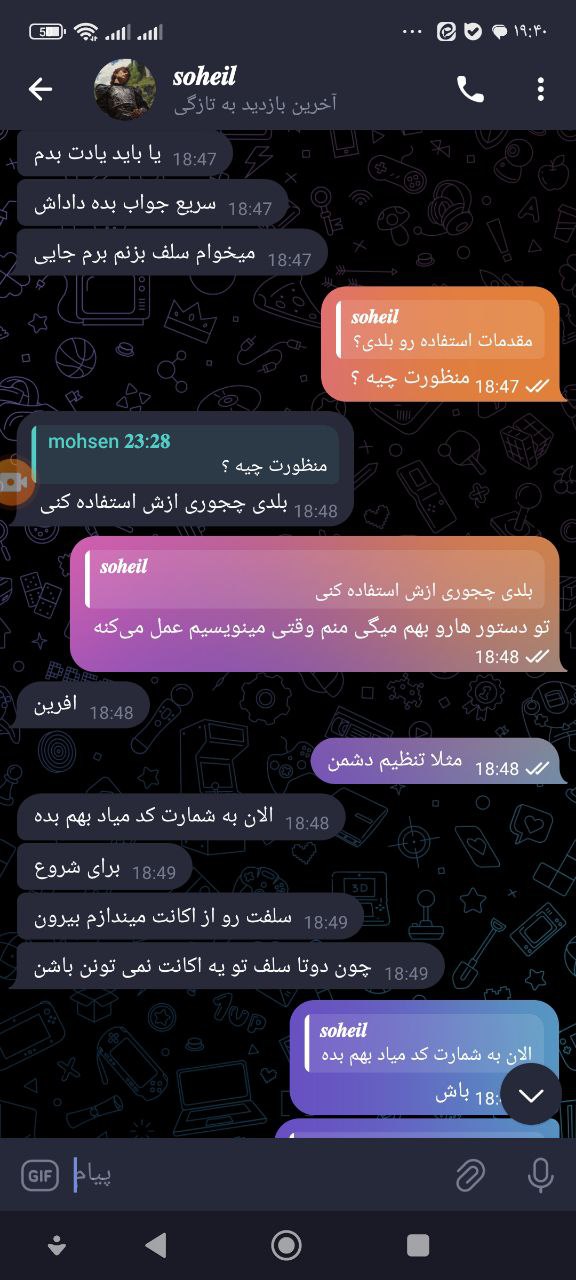 50
۱۹:۴۰
soheil
آخرین بازدید به تازگی
یا باید یادت بدم 18:47
سریع جواب بده داداش 18:47
میخوام سلف بزنم برم جایی 18:47
soheil
مقدمات استفاده رو بلدی؟
منظورت چیه ؟ 18:47
mohsen 23:28
منظورت چیه ؟
بلدی چجوری ازش استفاده کنی 18:48
soheil
بلدی چجوری ازش استفاده کنی
تو دستور هارو بهم میگی منم وقتی مینویسیم عمل می‌کنه
18:48
افرین 18:48
مثلا تنظیم دشمن 18:48
الان به شمارت کد میاد بهم بده 18:48
برای شروع 18:49
سلفت رو از اکانت میندازم بیرون 18:49
چون دوتا سلف تو یه اکانت نمی تونن باشن 18:49
soheil
الان به شمارت کد میاد بهم بده
باش 18:
GIF
پیام